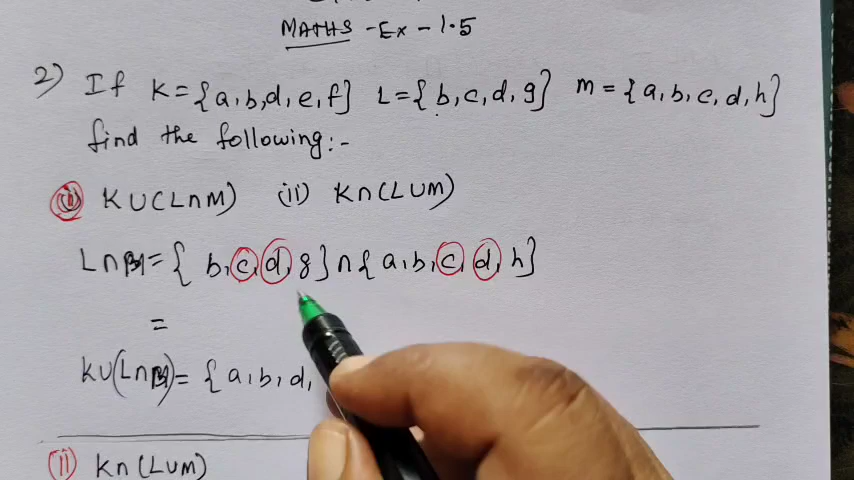 MATHS - Ex - 1.5
2) If K = {a, b, d, e, f} L = {b, c, d, g} m = {a, b, c, d, h}
find the following:-
(i) K∪(L∩M) (ii) K∩(L∪M)
L∩M = { b, c, d, g } ∩ { a, b, c, d, h }
=
K∪(L∩M) = { a, b, d,
(ii) K∩(L∪M)